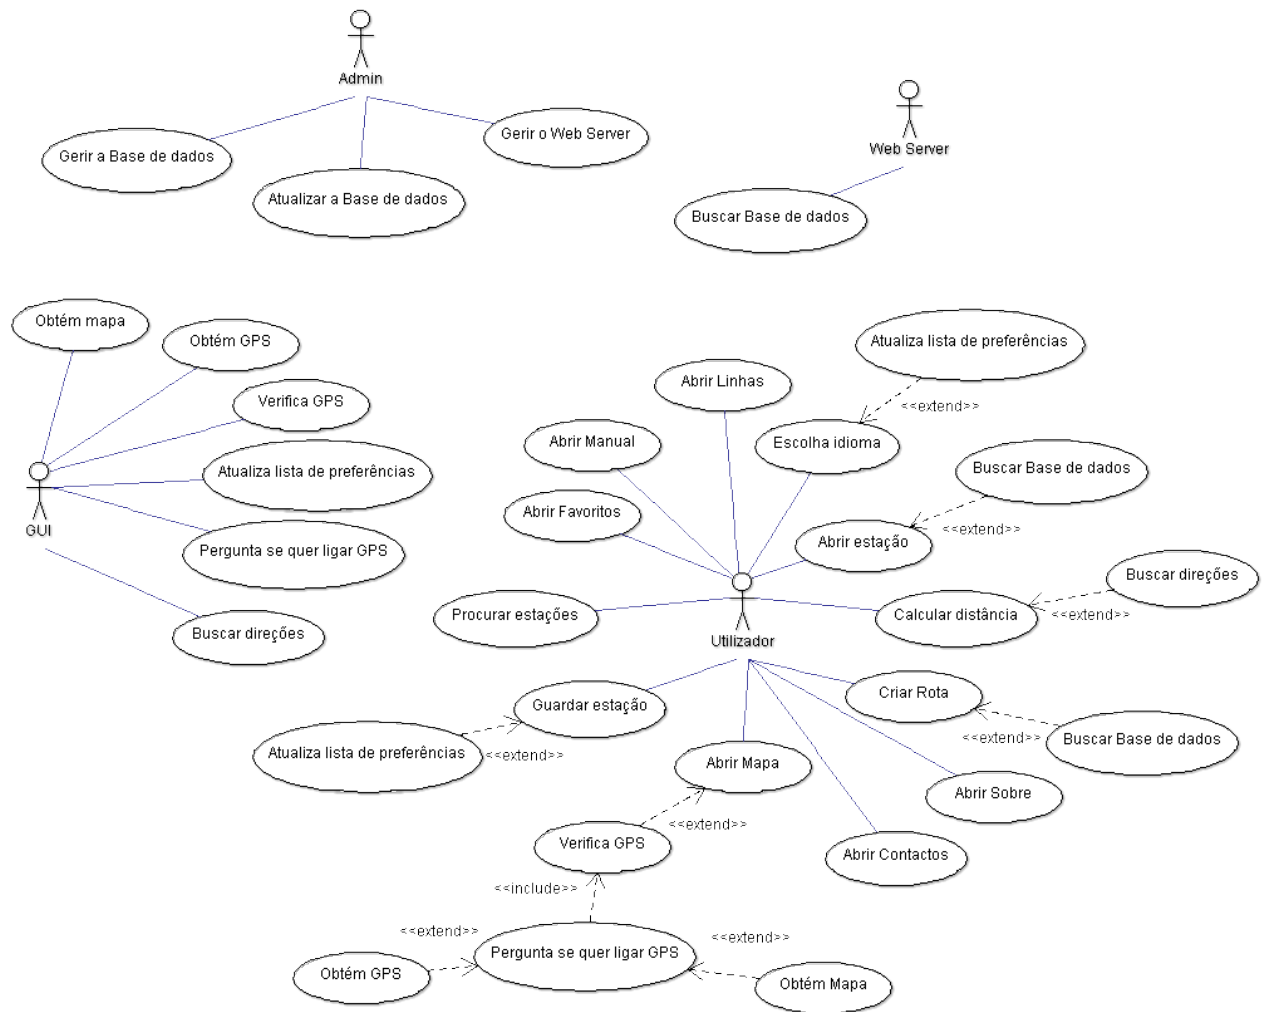 Admin
Gerir o Web Server
Web Server
Gerir a Base de dados
Atualizar a Base de dados
Buscar Base de dados
Obtém mapa
Obtém GPS
Atualiza lista de preferências
Abrir Linhas
<<extend>>
Verifica GPS
Abrir Manual
Escolha idioma
Atualiza lista de preferências
Buscar Base de dados
Abrir Favoritos
<<extend>>
GUI
Abrir estação
Pergunta se quer ligar GPS
Buscar direções
Procurar estações
Calcular distância
<<extend>>
Buscar direções
Utilizador
Criar Rota
Guardar estação
<<extend>>
Buscar Base de dados
Atualiza lista de preferências
<<extend>>
Abrir Mapa
Abrir Sobre
<<extend>>
Verifica GPS
Abrir Contactos
<<include>>
<<extend>>
<<extend>>
Pergunta se quer ligar GPS
Obtém GPS
Obtém Mapa